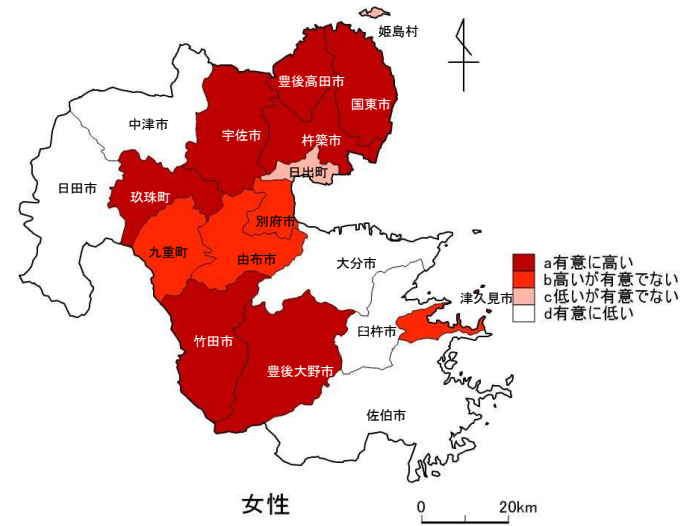 姫島村
豊後高田市
国東市
中津市
宇佐市
杵築市
日出町
日田市
玖珠町
別府市
九重町
由布市
大分市
a有意に高い
b高いが有意でない
c低いが有意でない
d有意に低い
津久見市
臼杵市
竹田市
豊後大野市
佐伯市
女性
0 20km